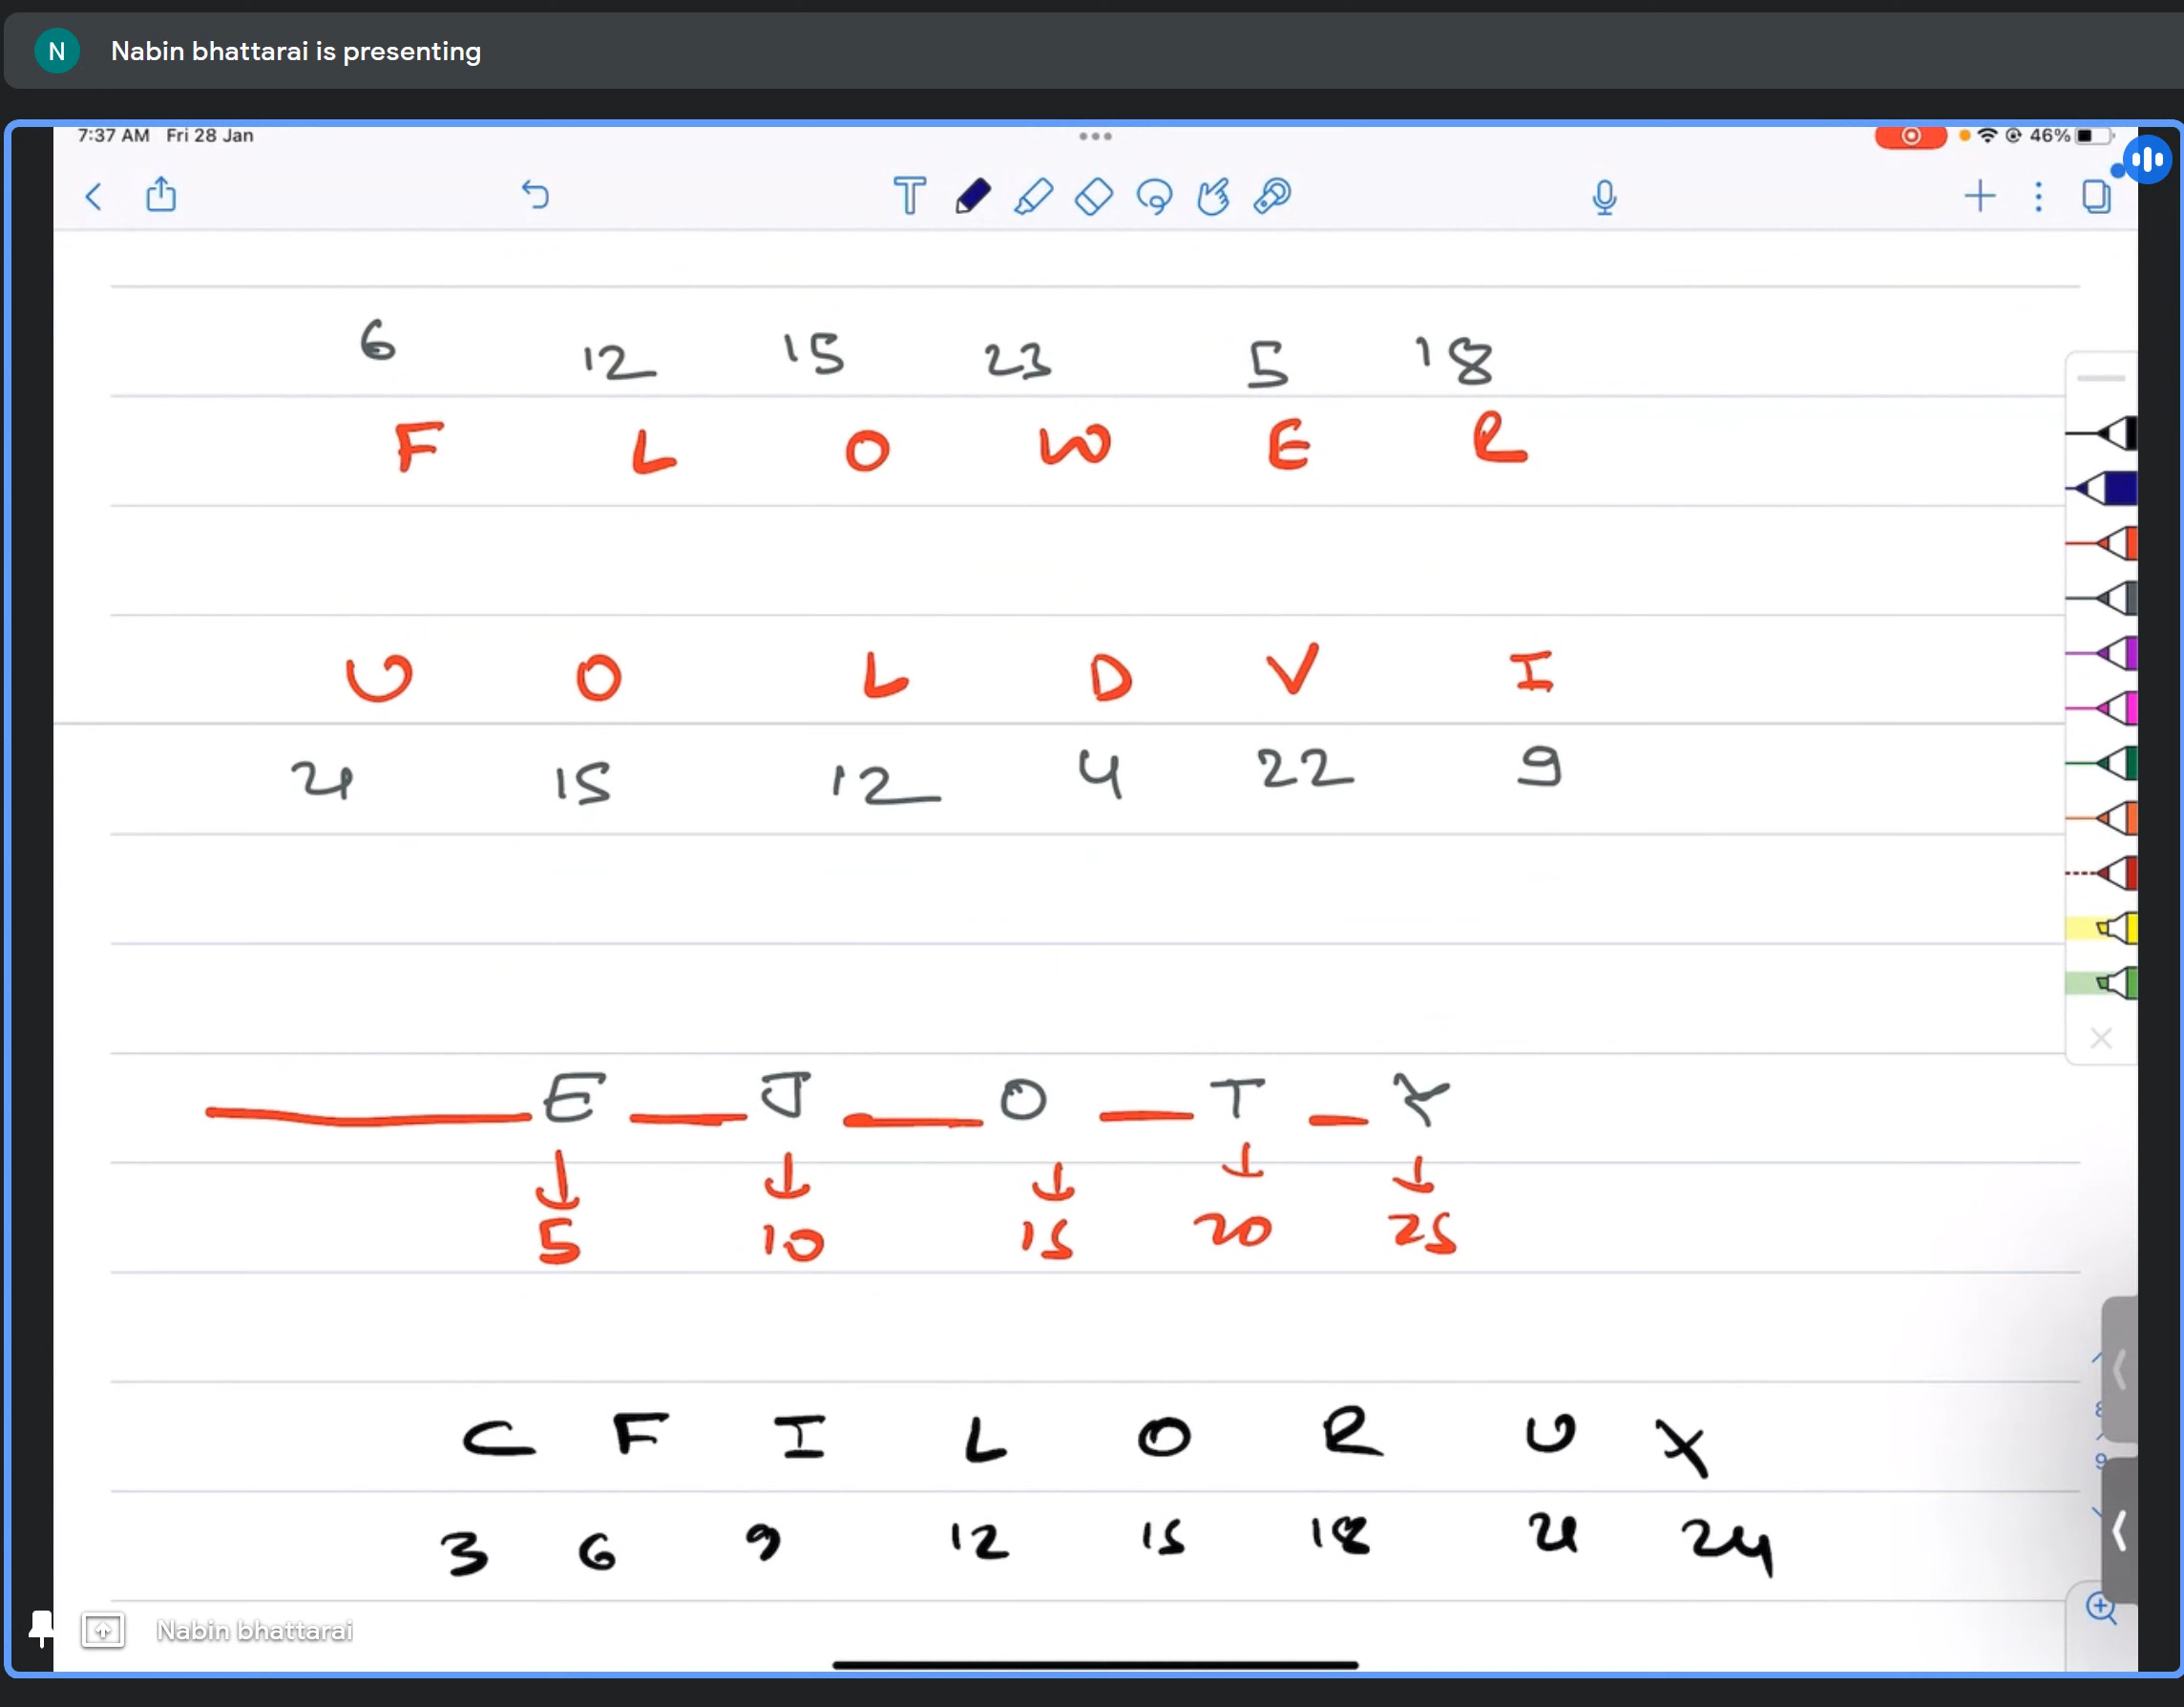 N Nabin bhattarai is presenting
7:37 AM Fri 28 Jan 46%
T
6 12 15 23 5 18
F L O W E R
U O L D V I
21 15 12 4 22 9
E J O T Y
5 10 15 20 25
C F I L O R U X
3 6 9 12 15 18 21 24
Nabin bhattarai